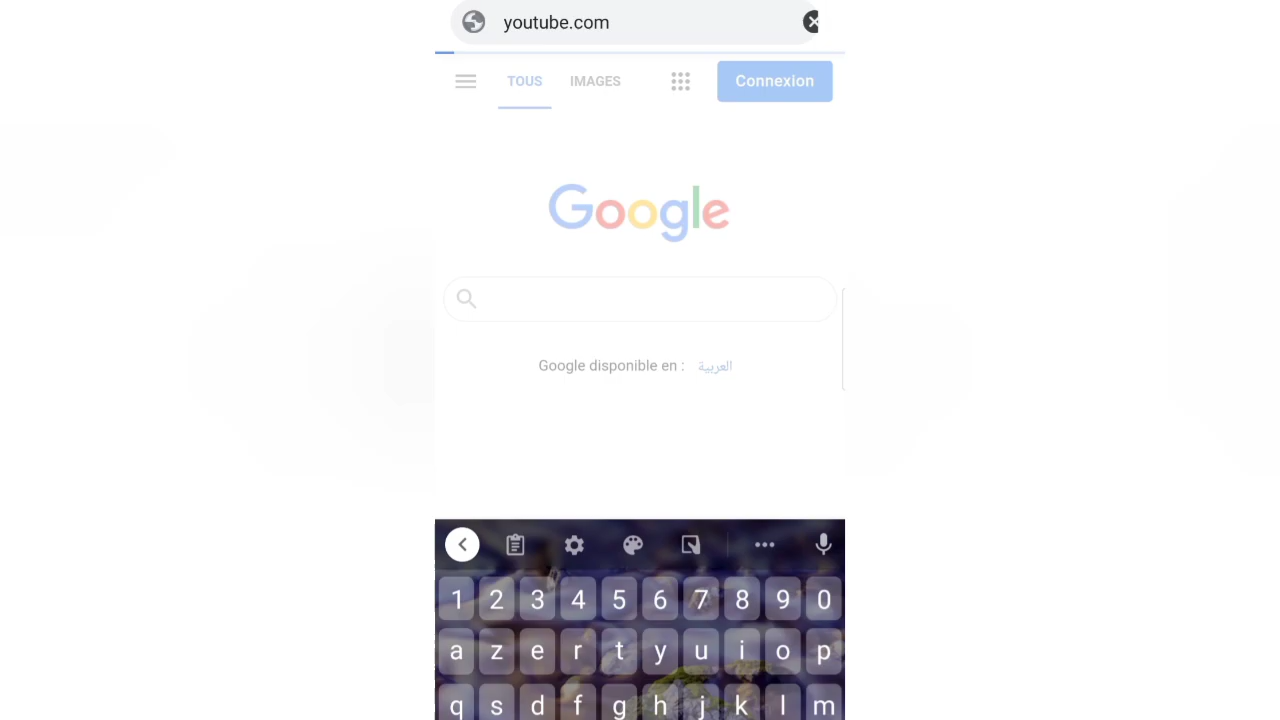 youtube.com
TOUS IMAGES Connexion
Google
Google disponible en : العربية
1 2 3 4 5 6 7 8 9 0
a z e r t y u i o p
q s d f g h j k l m